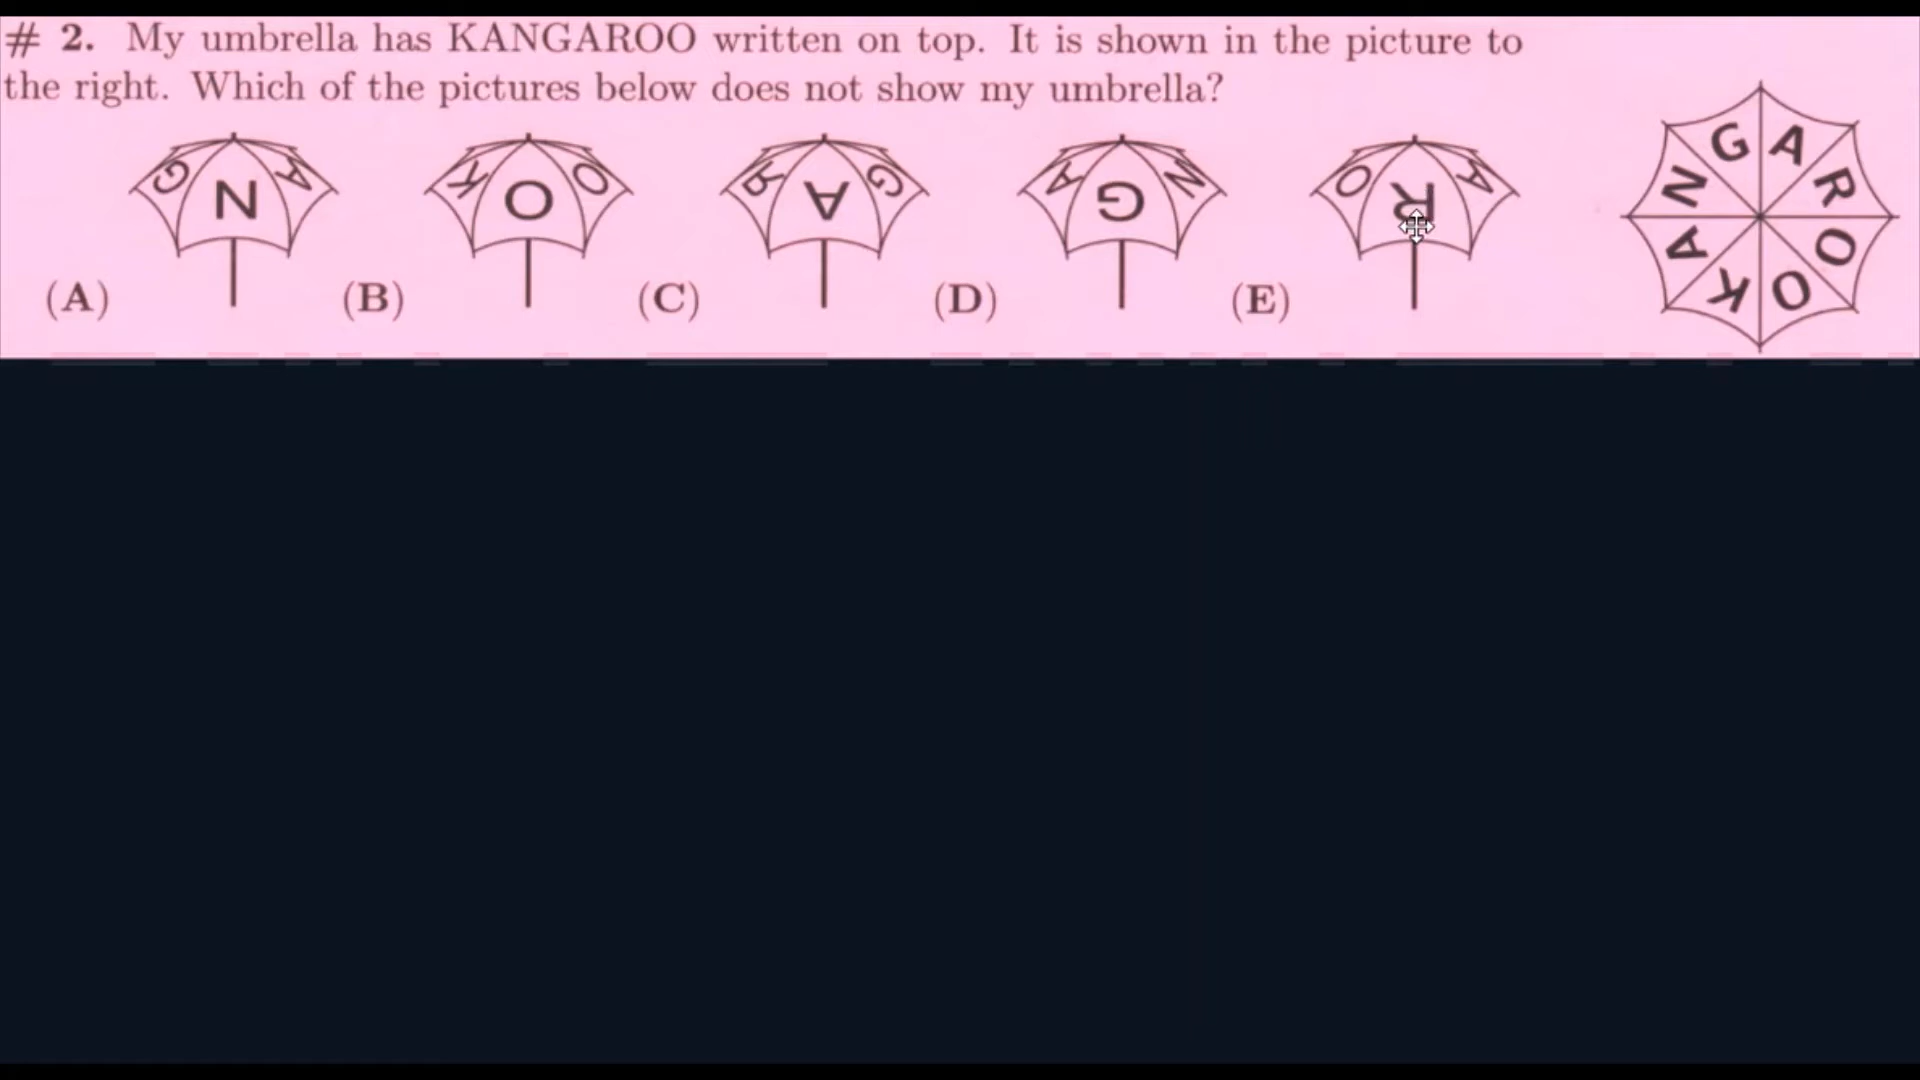 # 2. My umbrella has KANGAROO written on top. It is shown in the picture to
the right. Which of the pictures below does not show my umbrella?
G N A
K O O
R A G
A G N
O R A
(A) (B) (C) (D) (E)
K A N G A R O O